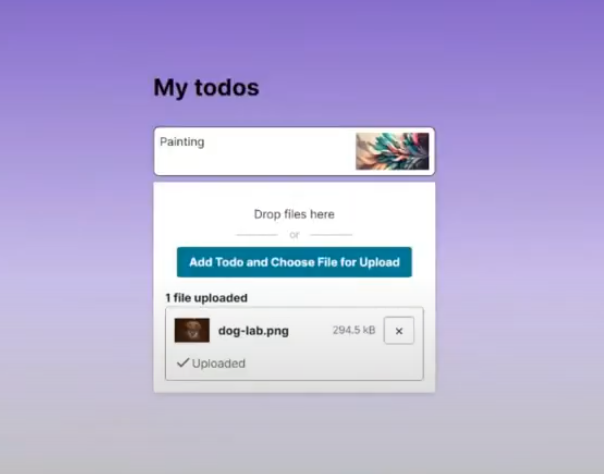 My todos
Painting
Drop files here
or
Add Todo and Choose File for Upload
1 file uploaded
dog-lab.png 294.5 kB ×
Uploaded